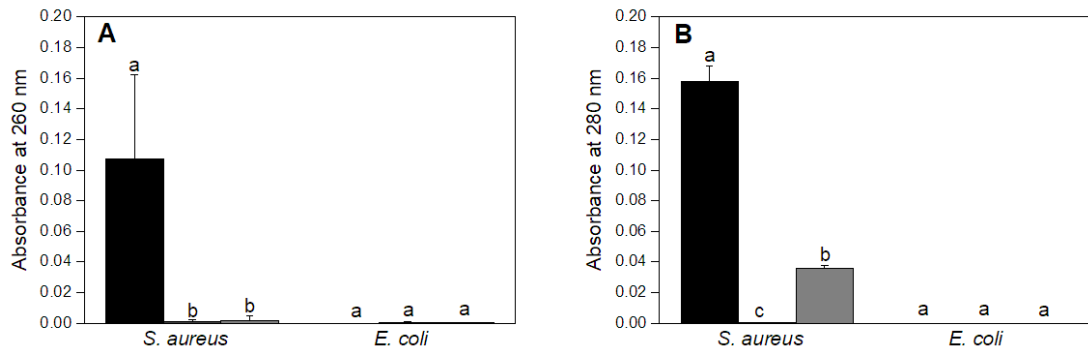 A
Absorbance at 260 nm
0.20
0.18
0.16
0.14
0.12
0.10
0.08
0.06
0.04
0.02
0.00
a
b
b
a
a
a
S. aureus
E. coli
B
Absorbance at 280 nm
0.20
0.18
0.16
0.14
0.12
0.10
0.08
0.06
0.04
0.02
0.00
a
c
b
a
a
a
S. aureus
E. coli